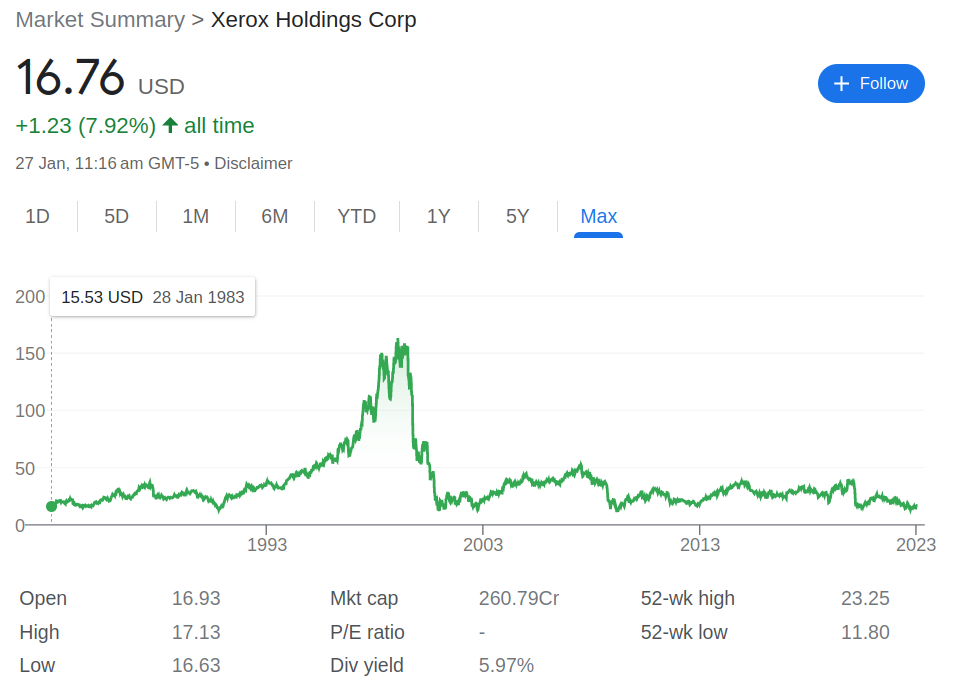 Market Summary > Xerox Holdings Corp
16.76 USD
+ Follow
+1.23 (7.92%) ↑ all time
27 Jan, 11:16 am GMT-5 • Disclaimer
1D 5D 1M 6M YTD 1Y 5Y Max
200
15.53 USD 28 Jan 1983
150
100
50
0
1993 2003 2013 2023
Open 16.93 Mkt cap 260.79Cr 52-wk high 23.25
High 17.13 P/E ratio - 52-wk low 11.80
Low 16.63 Div yield 5.97%